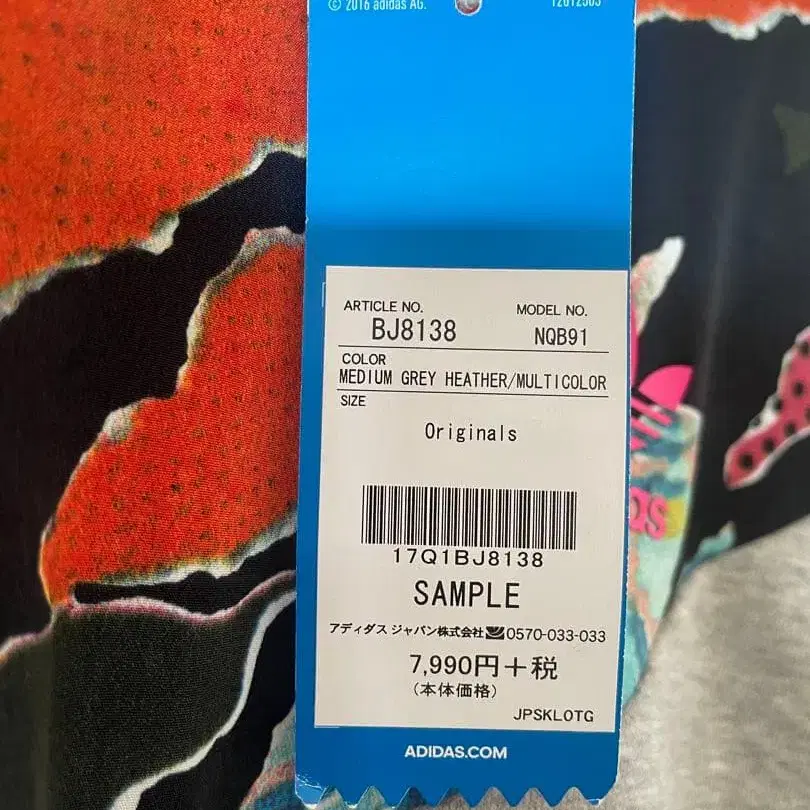 © 2016 adidas AG.
12612503
ARTICLE NO. MODEL NO.
BJ8138 NQB91
COLOR
MEDIUM GREY HEATHER/MULTICOLOR
SIZE
Originals
17Q1BJ8138
SAMPLE
アディダス ジャパン株式会社 0570-033-033
7,990円+税
(本体価格)
JPSKLOTG
ADIDAS.COM
as